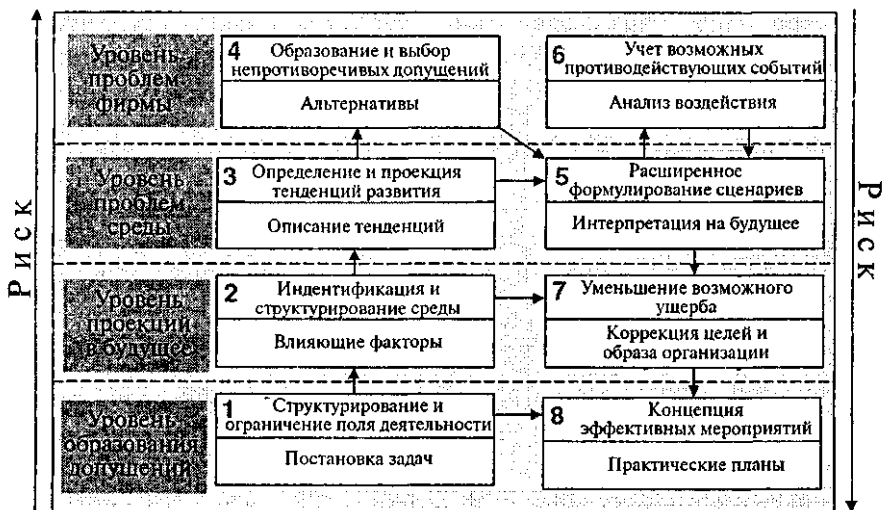 Риск
Уровень
проблем
фирмы
4 Образование и выбор
непротиворечивых допущений
Альтернативы
6 Учет возможных
противодействующих событий
Анализ воздействия
Уровень
проблем
среды
3 Определение и проекция
тенденций развития
Описание тенденций
5 Расширенное
формулирование сценариев
Интерпретация на будущее
Уровень
проекций
в будущее
2 Индентификация и
структурирование среды
Влияющие факторы
7 Уменьшение возможного
ущерба
Коррекция целей и
образа организации
Уровень
образования
допущений
1 Структурирование и
ограничение поля деятельности
Постановка задач
8 Концепция
эффективных мероприятий
Практические планы
Риск